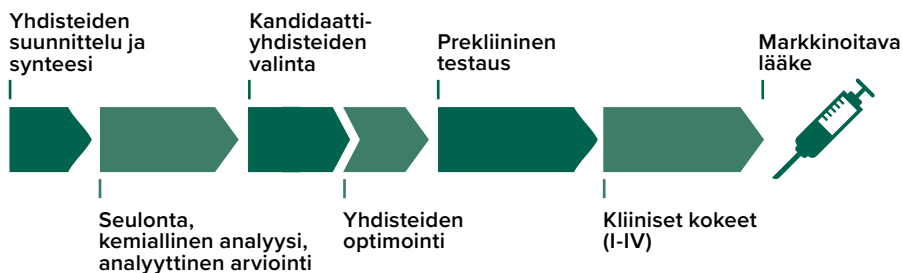 Yhdisteiden
suunnittelu ja
synteesi
Seulonta,
kemiallinen analyysi,
analyyttinen arviointi
Kandidaatti-
yhdisteiden
valinta
Yhdisteiden
optimointi
Prekliininen
testaus
Kliiniset kokeet
(I-IV)
Markkinoitava
lääke